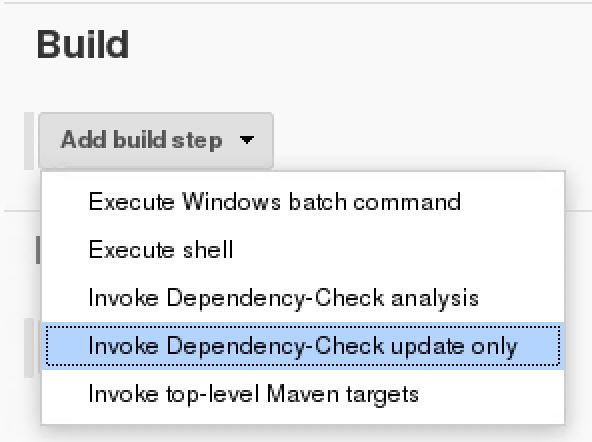 Build
Add build step
Execute Windows batch command
Execute shell
Invoke Dependency-Check analysis
Invoke Dependency-Check update only
Invoke top-level Maven targets